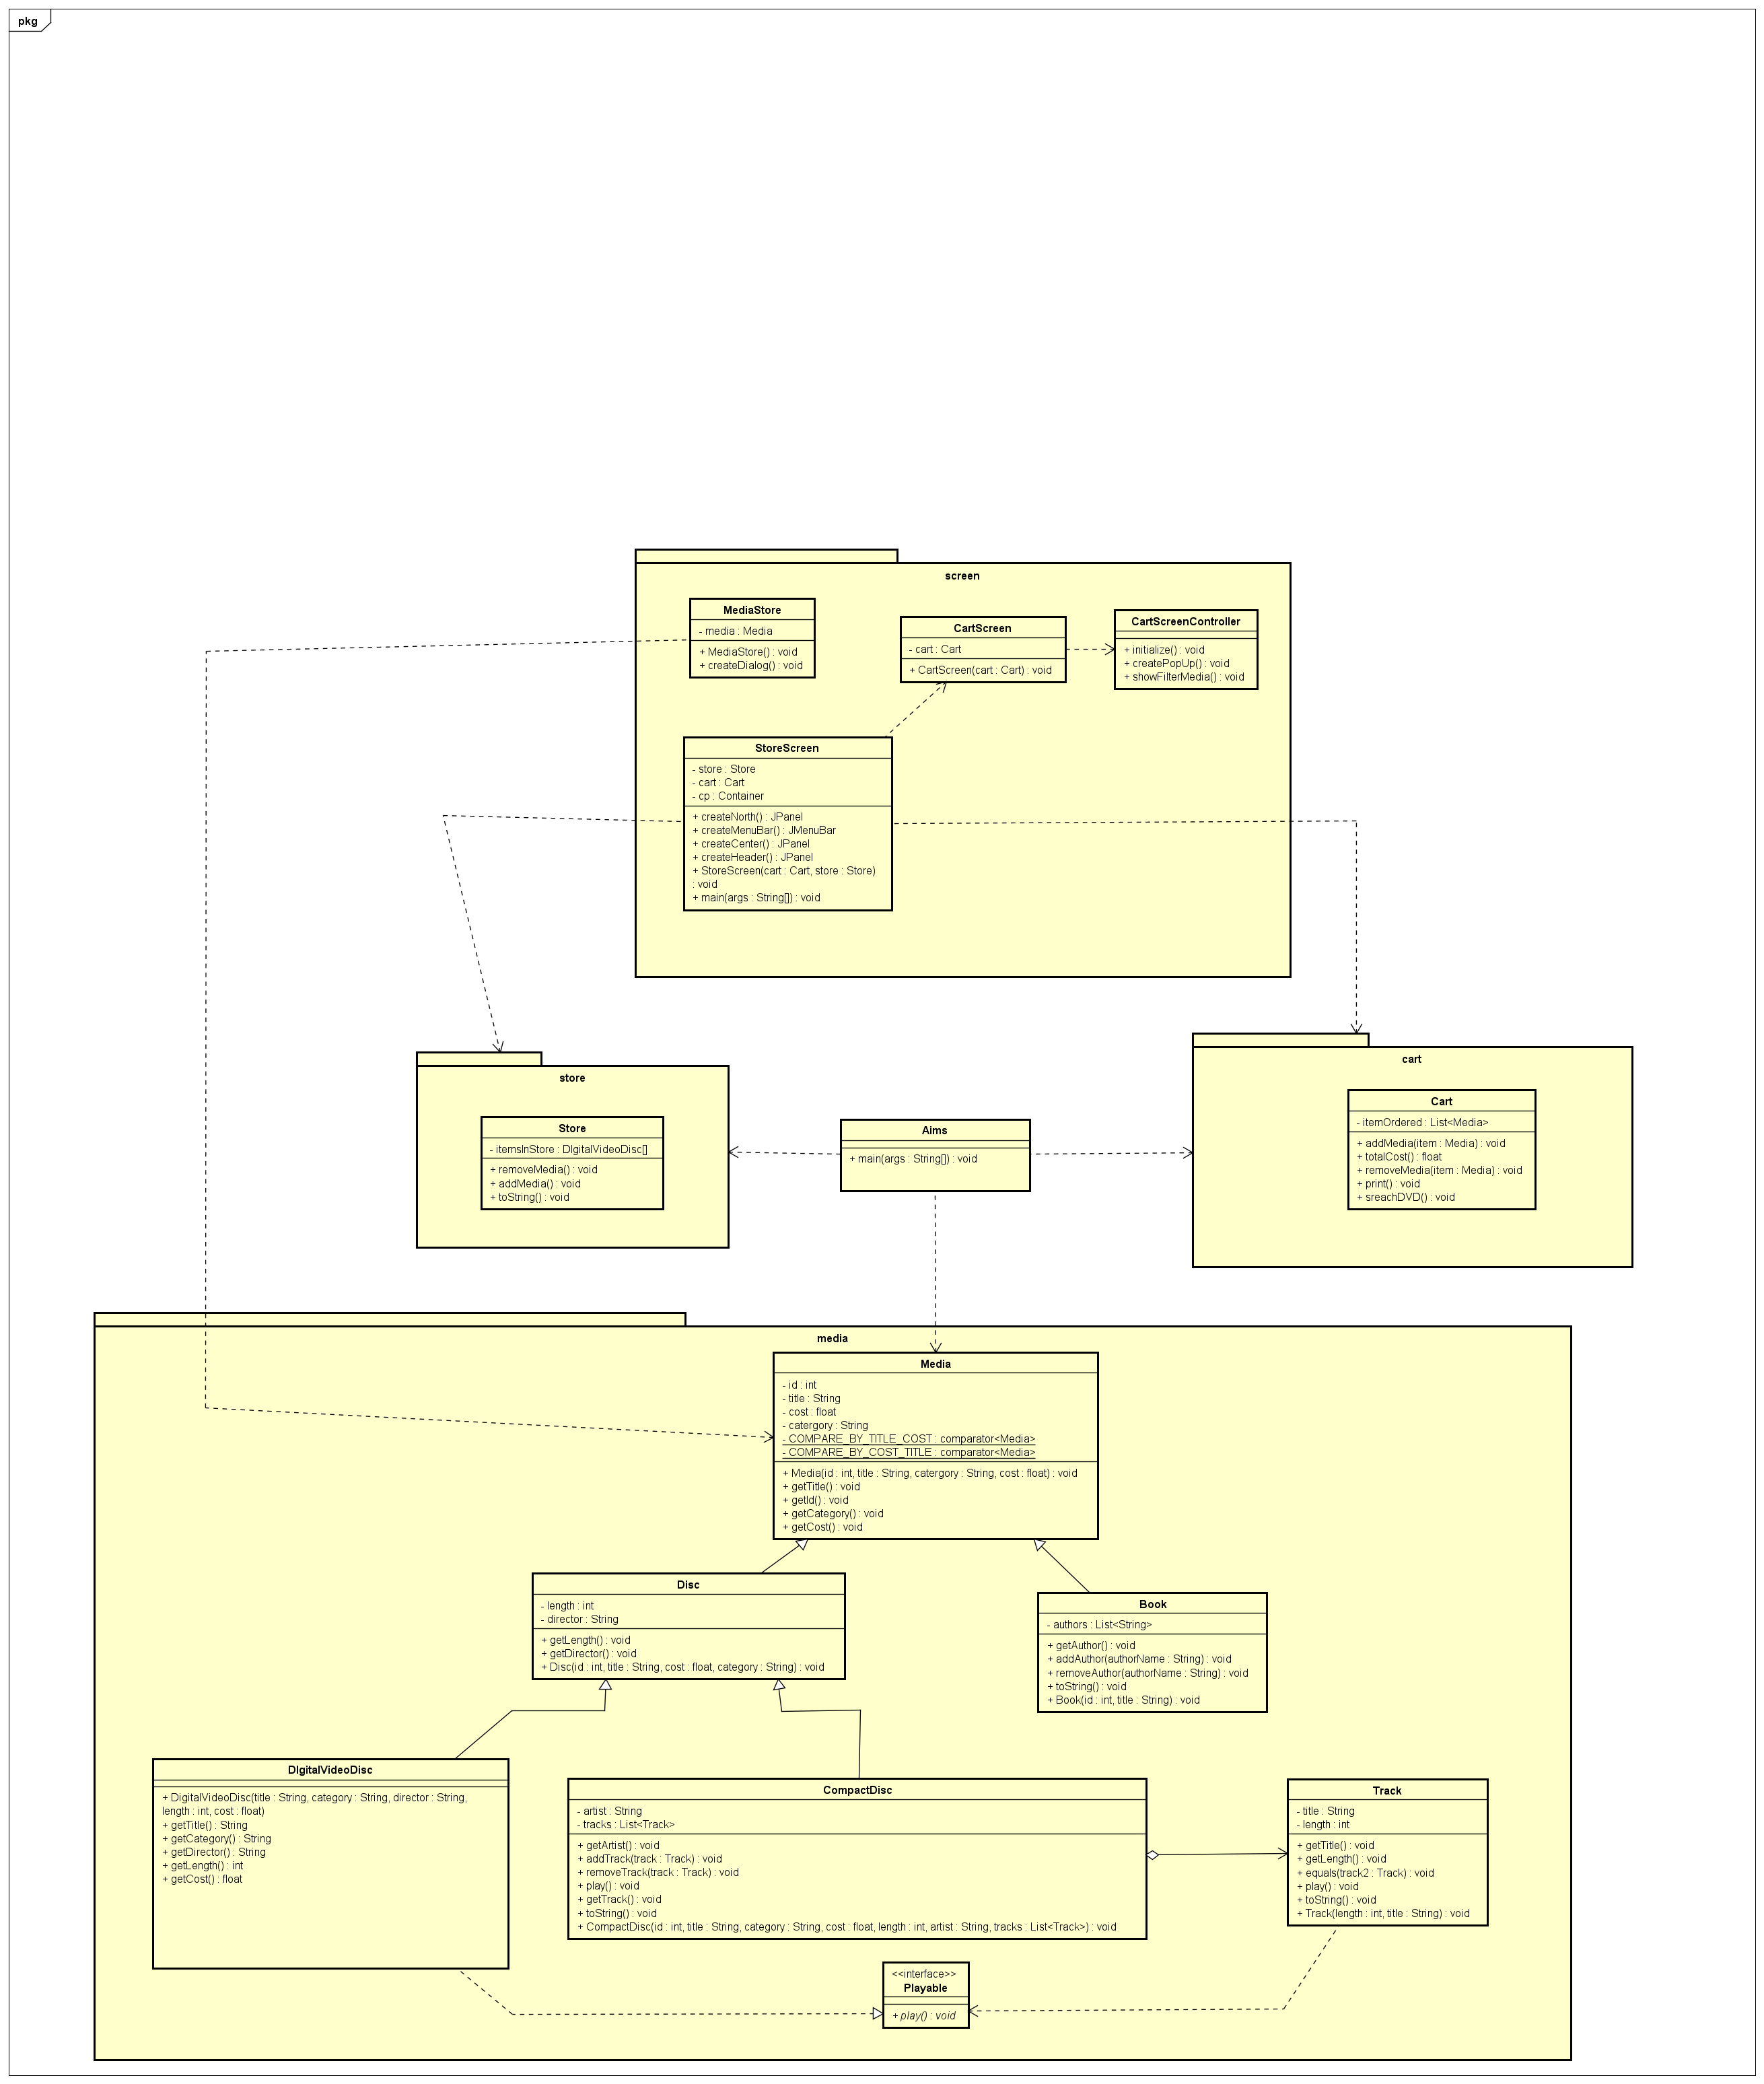 pkg
screen
MediaStore
- media : Media
+ MediaStore() : void
+ createDialog() : void
CartScreen
- cart : Cart
+ CartScreen(cart : Cart) : void
CartScreenController
+ initialize() : void
+ createPopUp() : void
+ showFilterMedia() : void
StoreScreen
- store : Store
- cart : Cart
- cp : Container
+ createNorth() : JPanel
+ createMenuBar() : JMenuBar
+ createCenter() : JPanel
+ createHeader() : JPanel
+ StoreScreen(cart : Cart, store : Store)
: void
+ main(args : String[]) : void
store
Store
- itemsInStore : DIgitalVideoDisc[]
+ removeMedia() : void
+ addMedia() : void
+ toString() : void
Aims
+ main(args : String[]) : void
cart
Cart
- itemOrdered : List<Media>
+ addMedia(item : Media) : void
+ totalCost() : float
+ removeMedia(item : Media) : void
+ print() : void
+ sreachDVD() : void
media
Media
- id : int
- title : String
- cost : float
- catergory : String
- COMPARE_BY_TITLE_COST : comparator<Media>
- COMPARE_BY_COST_TITLE : comparator<Media>
+ Media(id : int, title : String, catergory : String, cost : float) : void
+ getTitle() : void
+ getId() : void
+ getCategory() : void
+ getCost() : void
Disc
- length : int
- director : String
+ getLength() : void
+ getDirector() : void
+ Disc(id : int, title : String, cost : float, category : String) : void
Book
- authors : List<String>
+ getAuthor() : void
+ addAuthor(authorName : String) : void
+ removeAuthor(authorName : String) : void
+ toString() : void
+ Book(id : int, title : String) : void
DIgitalVideoDisc
+ DigitalVideoDisc(title : String, category : String, director : String,
length : int, cost : float)
+ getTitle() : String
+ getCategory() : String
+ getDirector() : String
+ getLength() : int
+ getCost() : float
CompactDisc
- artist : String
- tracks : List<Track>
+ getArtist() : void
+ addTrack(track : Track) : void
+ removeTrack(track : Track) : void
+ play() : void
+ getTrack() : void
+ toString() : void
+ CompactDisc(id : int, title : String, category : String, cost : float, length : int, artist : String, tracks : List<Track>) : void
Track
- title : String
- length : int
+ getTitle() : void
+ getLength() : void
+ equals(track2 : Track) : void
+ play() : void
+ toString() : void
+ Track(length : int, title : String) : void
<<interface>>
Playable
+ play() : void